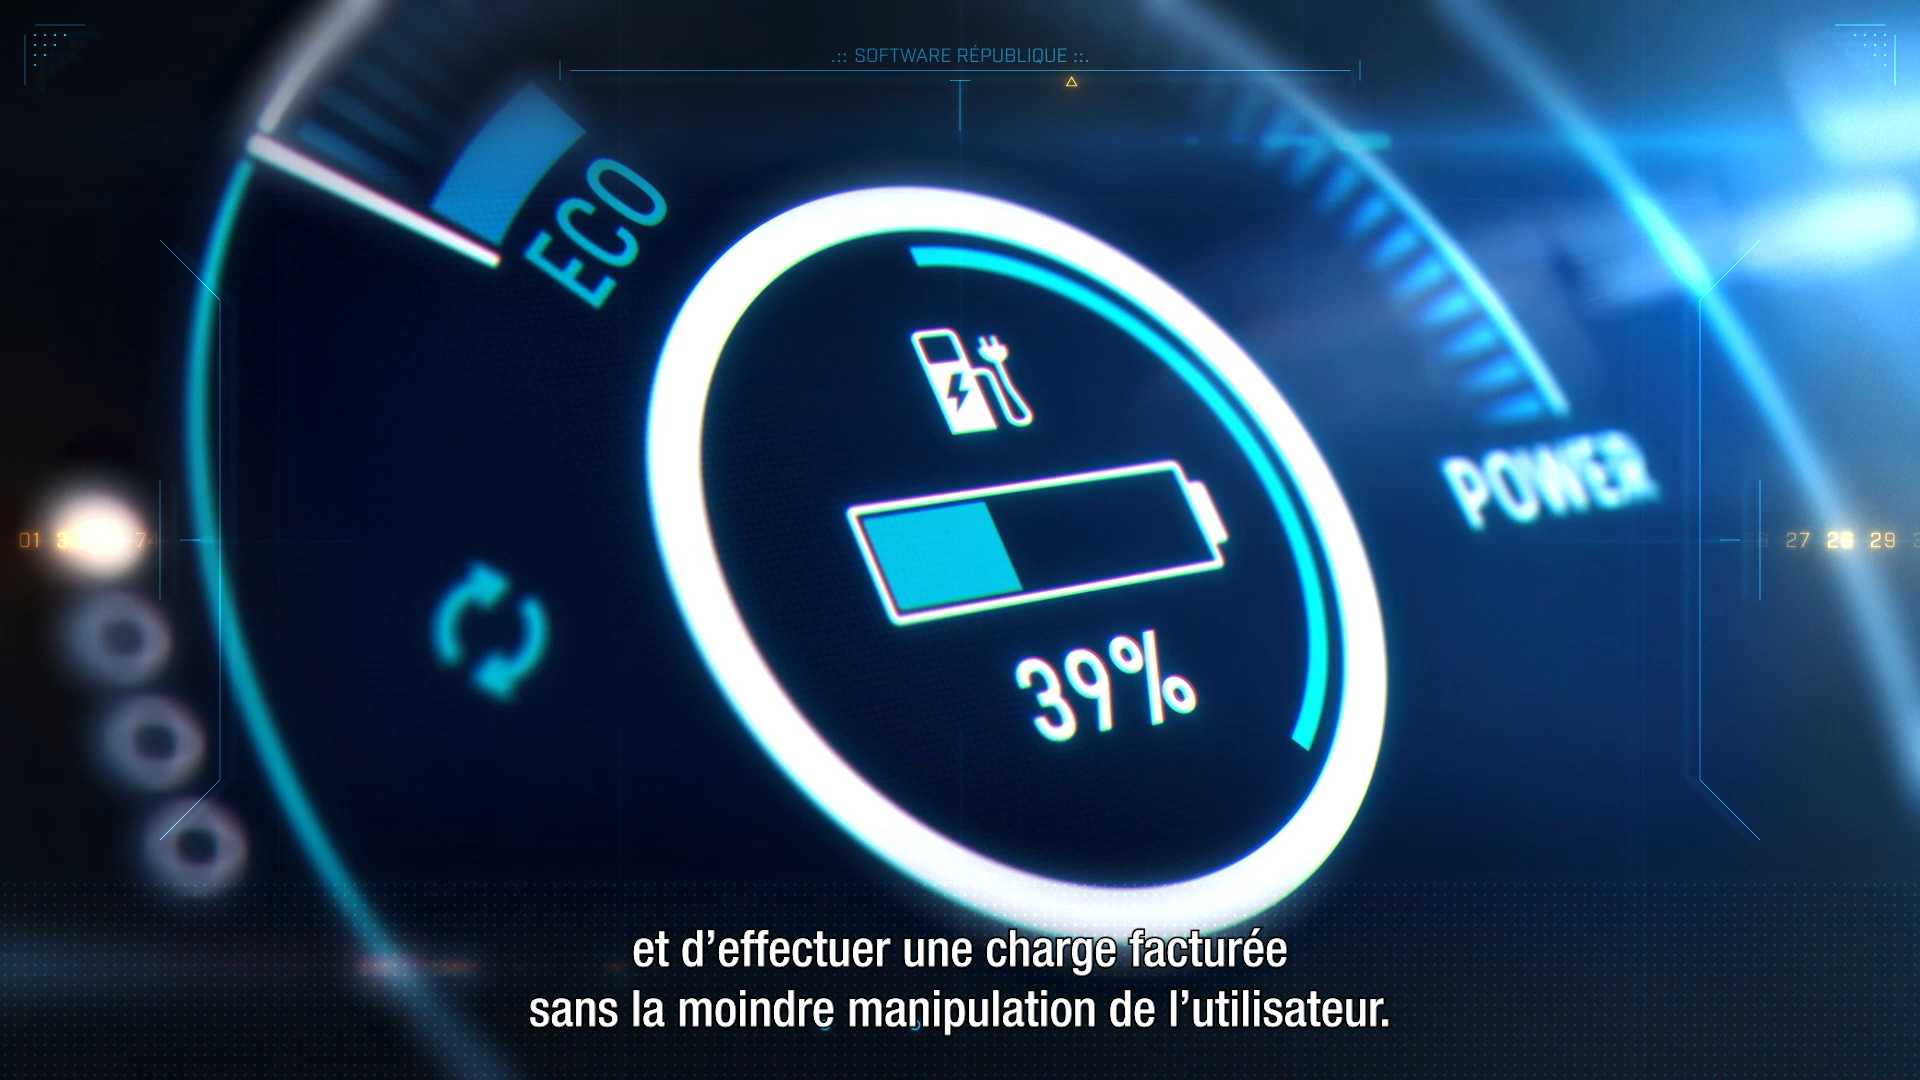 .:: SOFTWARE RÉPUBLIQUE ::.
ECO
POWER
01
27 28 29
39%
et d’effectuer une charge facturée
sans la moindre manipulation de l’utilisateur.